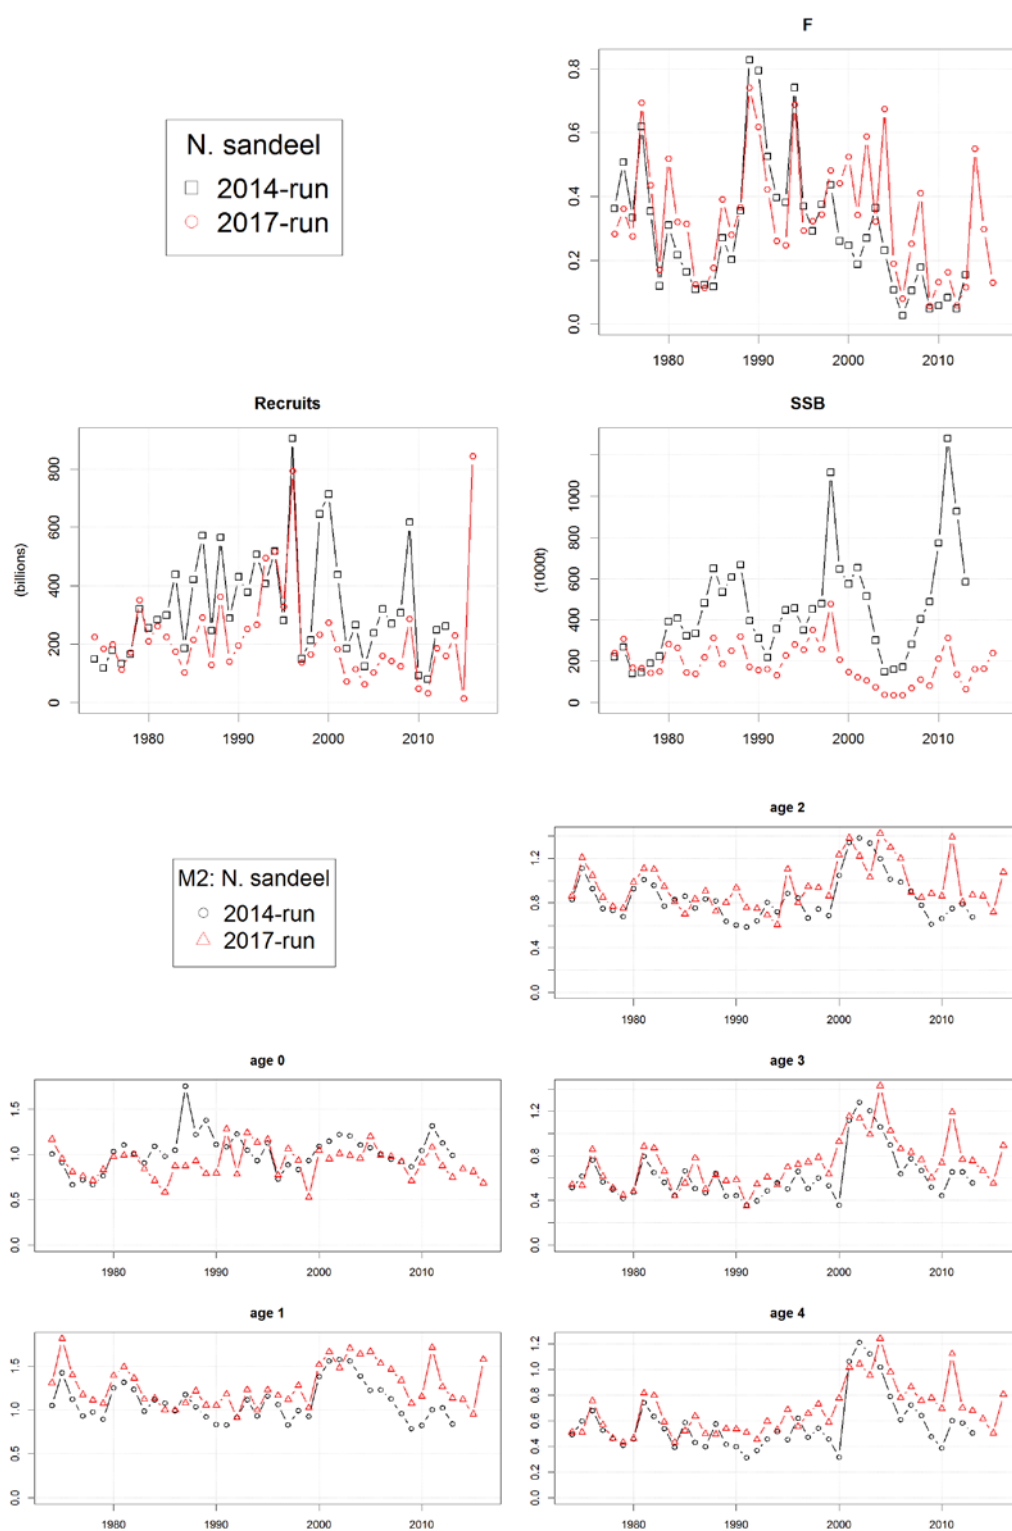 F
N. sandeel
2014-run
2017-run
0.0 0.2 0.4 0.6 0.8
1980 1990 2000 2010
Recruits
(billions)
0 200 400 600 800
1980 1990 2000 2010
SSB
(1000t)
0 200 400 600 800 1000
1980 1990 2000 2010
M2: N. sandeel
2014-run
2017-run
age 2
0.0 0.4 0.8 1.2
1980 1990 2000 2010
age 0
0.0 0.5 1.0 1.5
1980 1990 2000 2010
age 3
0.0 0.4 0.8 1.2
1980 1990 2000 2010
age 1
0.0 0.5 1.0 1.5
1980 1990 2000 2010
age 4
0.0 0.2 0.4 0.6 0.8 1.0 1.2
1980 1990 2000 2010